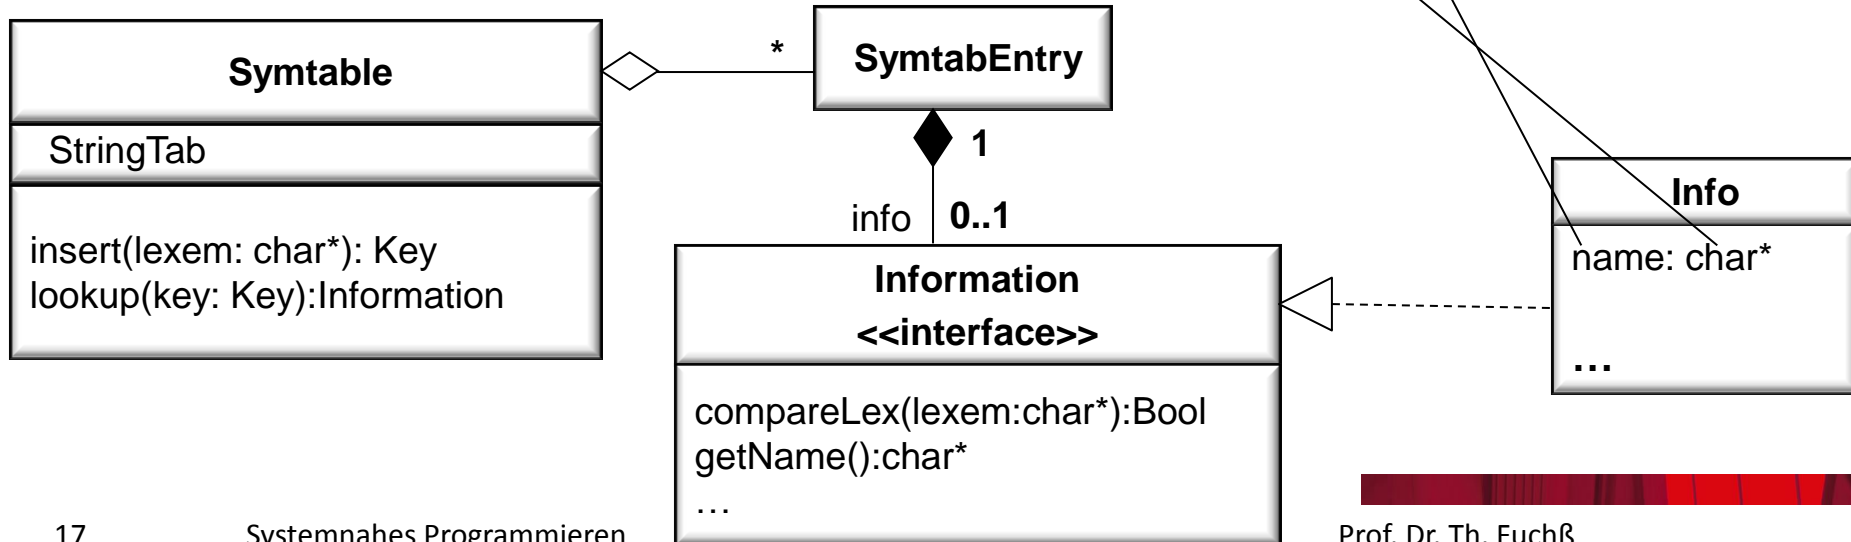 Symtable
StringTab
insert(lexem: char*): Key
lookup(key: Key):Information
*
SymtabEntry
1
info 0..1
Information
<<interface>>
compareLex(lexem:char*):Bool
getName():char*
…
Info
name: char*
…
17 Systemnahes Programmieren Prof. Dr. Th. Fuchß